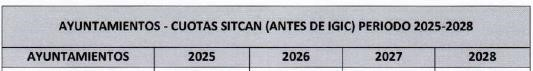 AYUNTAMIENTOS - CUOTAS SITCAN (ANTES DE IGIC) PERIODO 2025-2028
AYUNTAMIENTOS 2025 2026 2027 2028